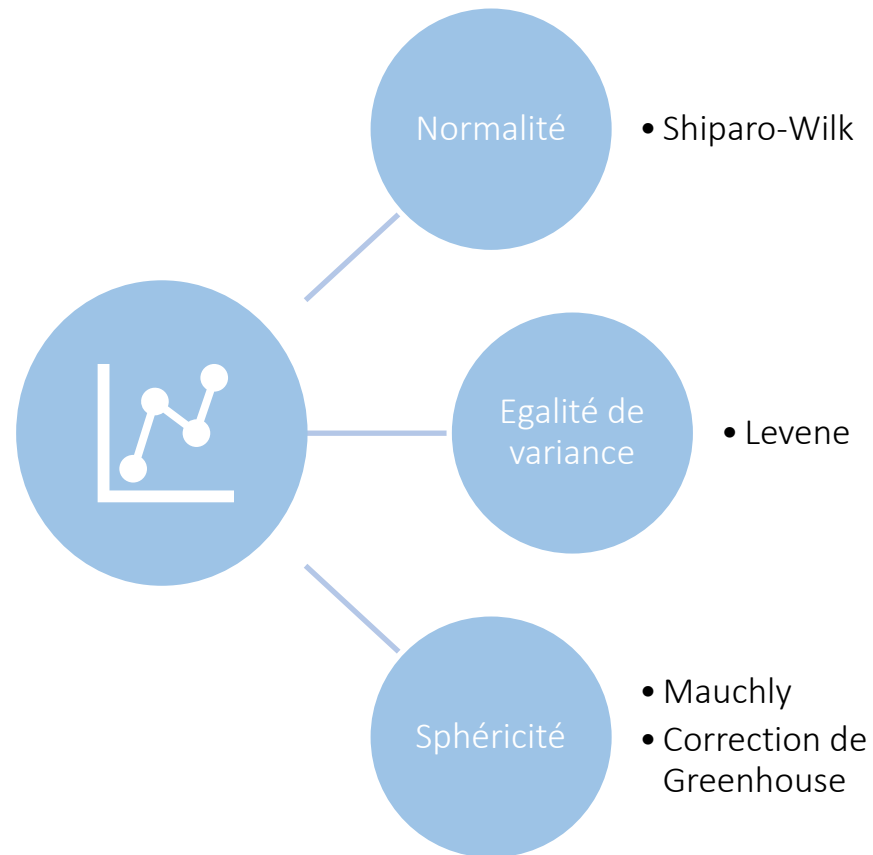 Normalité
• Shiparo-Wilk
Egalité de
variance
• Levene
Sphéricité
• Mauchly
• Correction de
Greenhouse